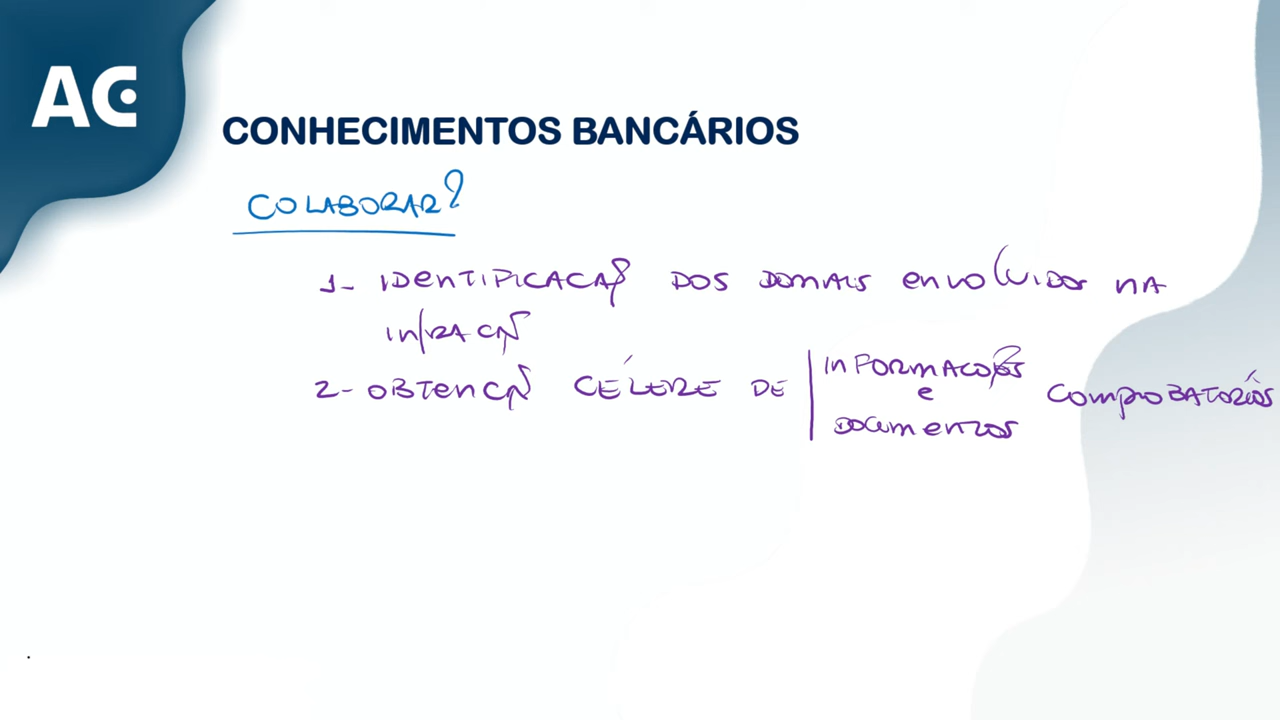 AC
CONHECIMENTOS BANCÁRIOS
COLABORAR?
1- IDENTIFICAÇÃO DOS DEMAIS ENVOLVIDOS NA
INFRAÇÃO
2- OBTENÇÃO CÉLERE DE INFORMAÇÕES E DOCUMENTOS COMPROBATÓRIOS